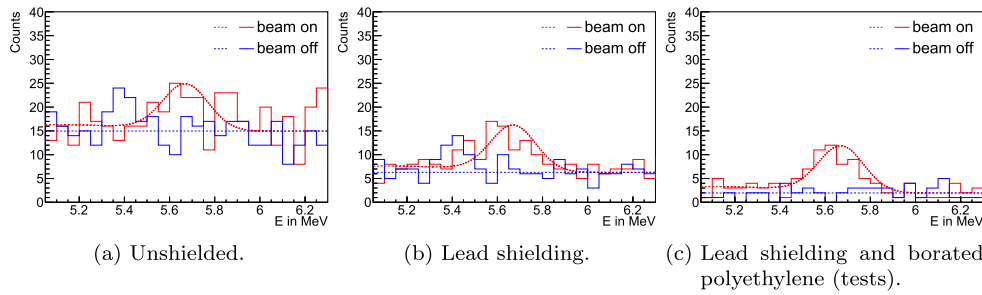 Counts
40
35
30
25
20
15
10
5
0
beam on
beam off
5.2 5.4 5.6 5.8 6 6.2
E in MeV
(a) Unshielded.
Counts
40
35
30
25
20
15
10
5
0
beam on
beam off
5.2 5.4 5.6 5.8 6 6.2
E in MeV
(b) Lead shielding.
Counts
40
35
30
25
20
15
10
5
0
beam on
beam off
5.2 5.4 5.6 5.8 6 6.2
E in MeV
(c) Lead shielding and borated
polyethylene (tests).